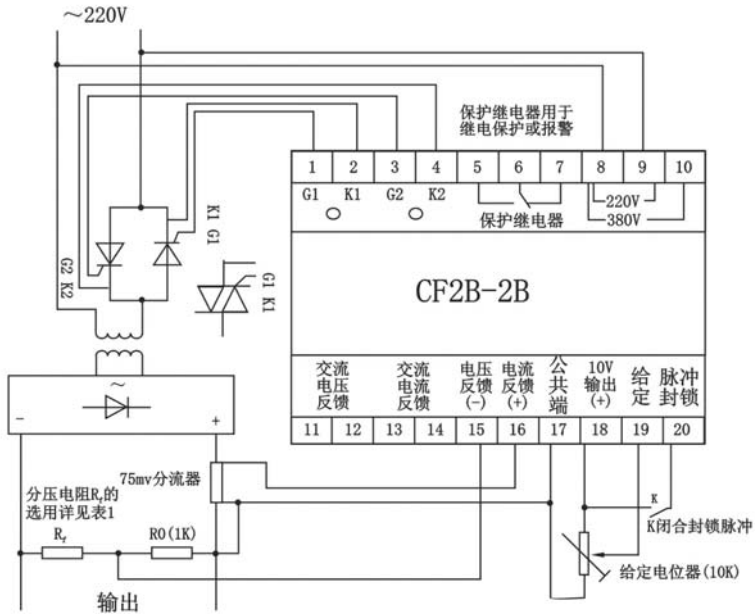 ～220V
保护继电器用于
继电保护或报警
1 2 3 4 5 6 7 8 9 10
G1 K1 G2 K2
220V
380V
保护继电器
K1 G1
G2 K2
G1 K1
CF2B-2B
交流
电压
反馈
交流
电流
反馈
电压
反馈
(-)
电流
反馈
(+)
公共端
10V
输出
(+)
给定
脉冲
封锁
11 12 13 14 15 16 17 18 19 20
～
-
+
75mv分流器
分压电阻Rf的
选用详见表1
Rf
R0(1K)
K
K闭合封锁脉冲
给定电位器(10K)
输出